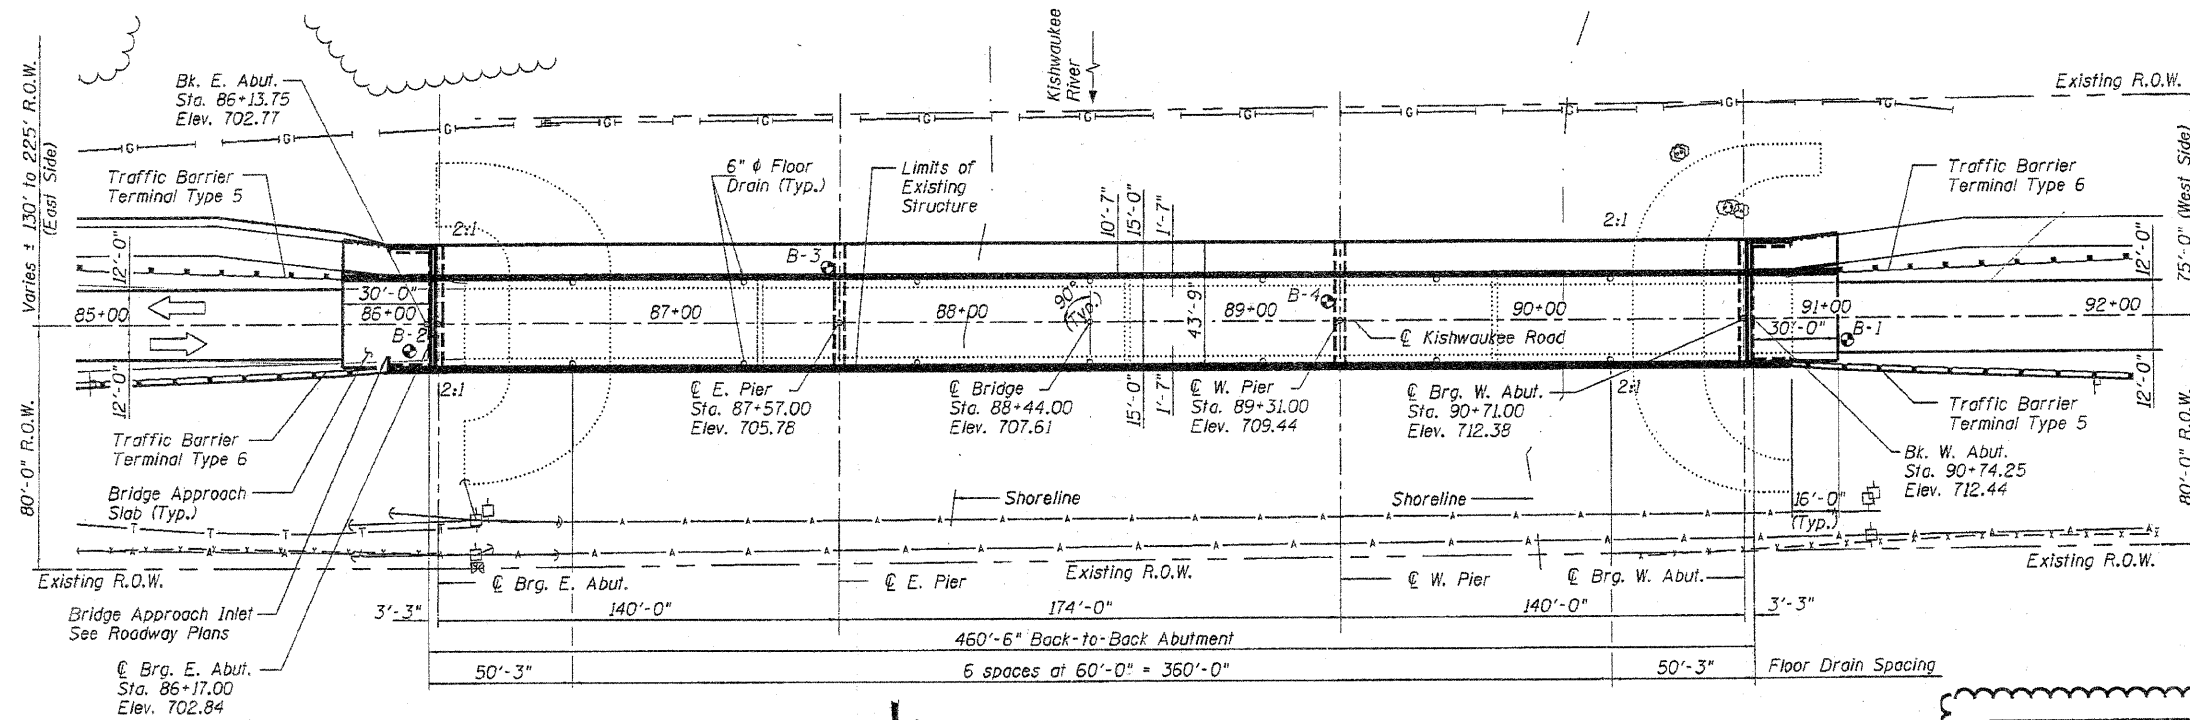 Kishwaukee
River
Existing R.O.W.
Varies ± 130' to 225' R.O.W.
(East Side)
80'-0" R.O.W.
Bk. E. Abut.
Sta. 86+13.75
Elev. 702.77
Traffic Barrier
Terminal Type 5
6" ϕ Floor
Drain (Typ.)
Limits of
Existing
Structure
10'-7"
15'-0"
1'-7"
Traffic Barrier
Terminal Type 6
75'-0" (West Side)
80'-0" R.O.W.
G G G G G G G G G G G G
2:1
2:1
B-3
12'-0"
12'-0"
30'-0"
85+00
86+00
87+00
88+00
90°
(Typ.)
43'-9"
89+00
B-4
90+00
91+00
30'-0"
92+00
B-2
B-1
℄ Kishwaukee Road
12'-0"
12'-0"
2:1
2:1
℄ E. Pier
Sta. 87+57.00
Elev. 705.78
℄ Bridge
Sta. 88+44.00
Elev. 707.61
15'-0"
1'-7"
℄ W. Pier
Sta. 89+31.00
Elev. 709.44
℄ Brg. W. Abut.
Sta. 90+71.00
Elev. 712.38
Traffic Barrier
Terminal Type 5
Traffic Barrier
Terminal Type 6
Bk. W. Abut.
Sta. 90+74.25
Elev. 712.44
Bridge Approach
Slab (Typ.)
Shoreline
Shoreline
16'-0"
(Typ.)
Existing R.O.W.
℄ Brg. E. Abut.
℄ E. Pier
Existing R.O.W.
℄ W. Pier
℄ Brg. W. Abut.
Existing R.O.W.
Bridge Approach Inlet
See Roadway Plans
3'-3"
140'-0"
174'-0"
140'-0"
3'-3"
460'-6" Back-to-Back Abutment
℄ Brg. E. Abut.
Sta. 86+17.00
Elev. 702.84
50'-3"
6 spaces at 60'-0" = 360'-0"
50'-3"
Floor Drain Spacing